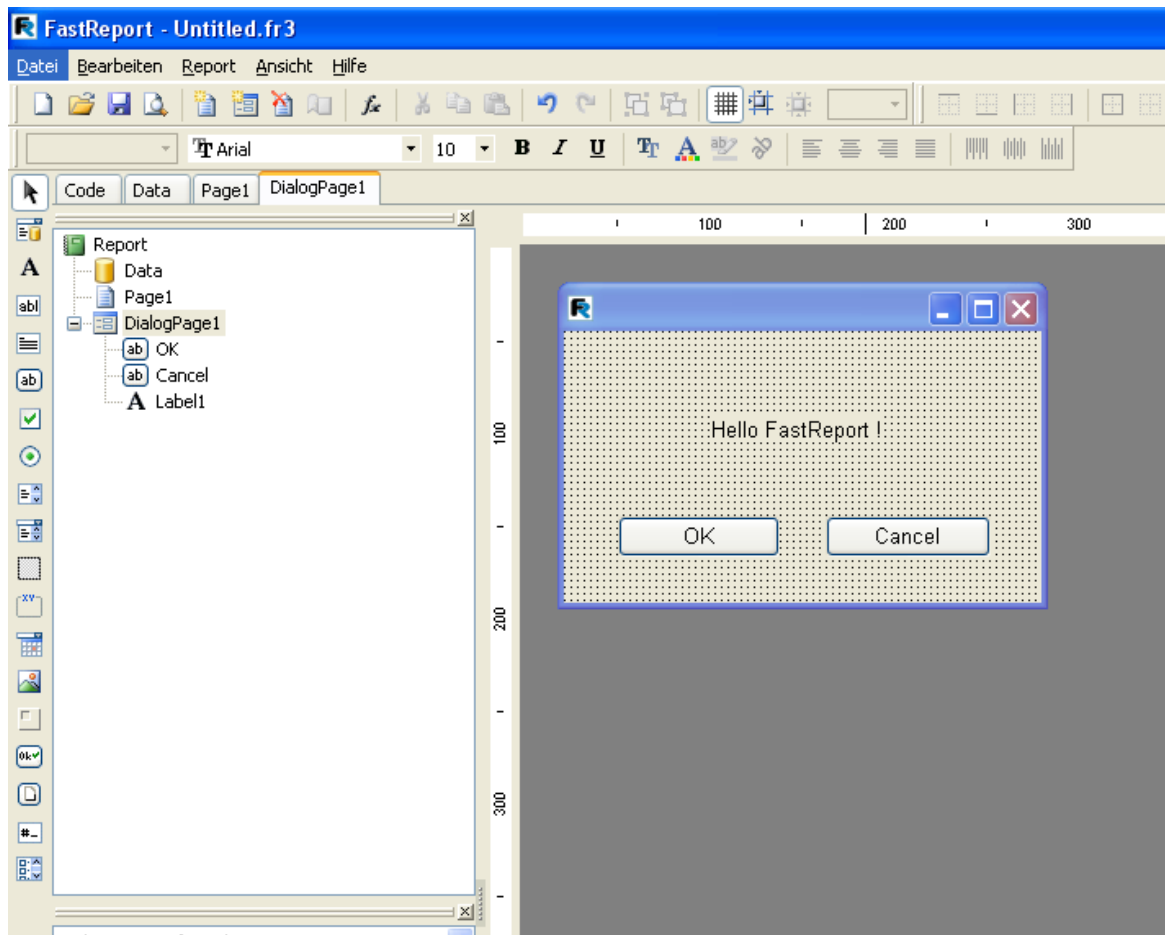 FastReport - Untitled.fr3
Datei Bearbeiten Report Ansicht Hilfe
Arial 10 B I U
Code Data Page1 DialogPage1
100 200 300
Report
Data
Page1
DialogPage1
OK
Cancel
Label1
100
200
300
Hello FastReport !
OK Cancel